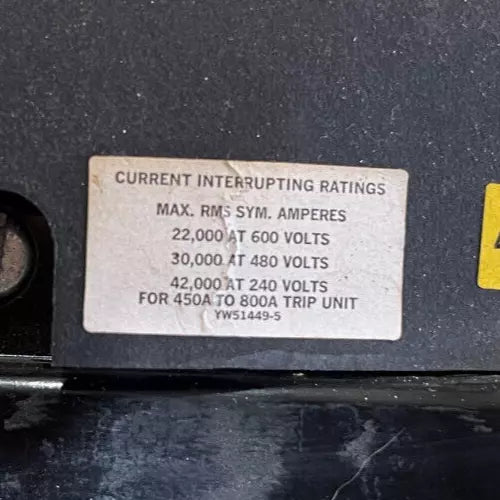 CURRENT INTERRUPTING RATINGS
MAX. RMS SYM. AMPERES
22,000 AT 600 VOLTS
30,000 AT 480 VOLTS
42,000 AT 240 VOLTS
FOR 450A TO 800A TRIP UNIT
YW51449-5